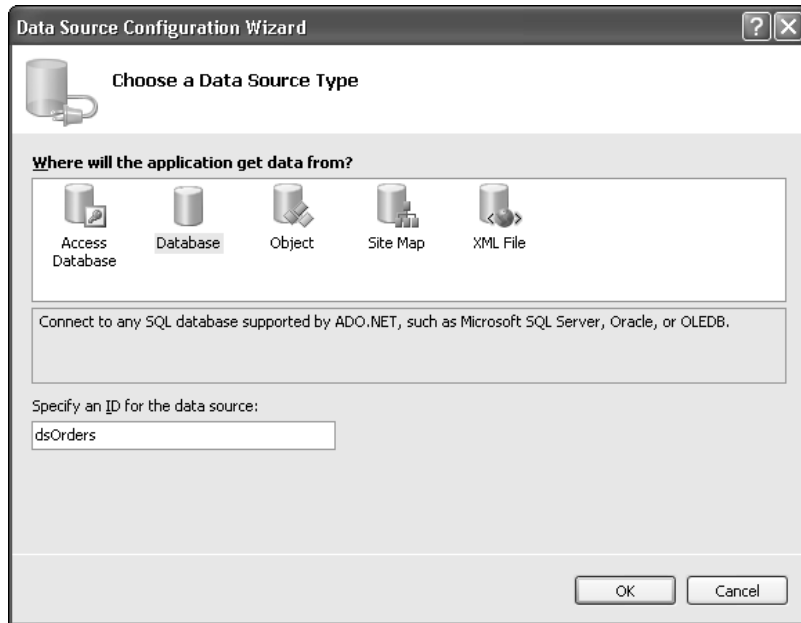 Data Source Configuration Wizard
Choose a Data Source Type
Where will the application get data from?
Access
Database
Database
Object
Site Map
XML File
Connect to any SQL database supported by ADO.NET, such as Microsoft SQL Server, Oracle, or OLEDB.
Specify an ID for the data source:
dsOrders
OK
Cancel